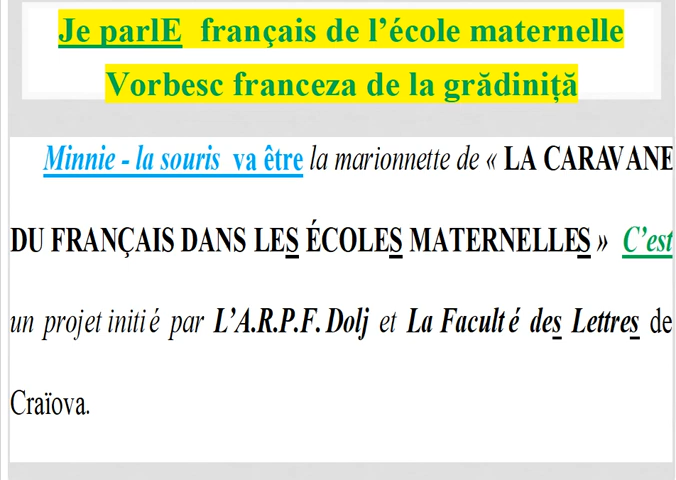 Je parlE français de l’école maternelle
Vorbesc franceza de la grădiniță
Minnie - la souris va être la marionnette de « LA CARAVANE
DU FRANÇAIS DANS LES ÉCOLES MATERNELLES » C’est
un projet initié par L’A.R.P.F. Dolj et La Faculté des Lettres de
Craïova.